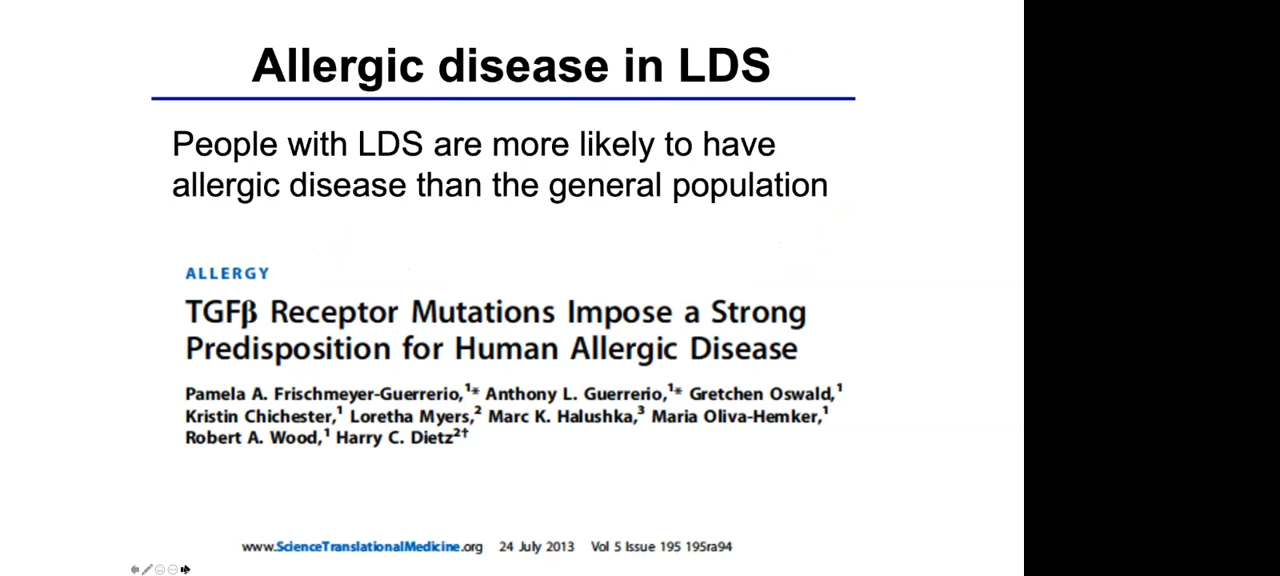 Allergic disease in LDS
People with LDS are more likely to have
allergic disease than the general population
ALLERGY
TGFβ Receptor Mutations Impose a Strong
Predisposition for Human Allergic Disease
Pamela A. Frischmeyer-Guerrerio,¹* Anthony L. Guerrerio,¹* Gretchen Oswald,¹
Kristin Chichester,¹ Loretha Myers,² Marc K. Halushka,³ Maria Oliva-Hemker,¹
Robert A. Wood,¹ Harry C. Dietz²†
www.ScienceTranslationalMedicine.org 24 July 2013 Vol 5 Issue 195 195ra94